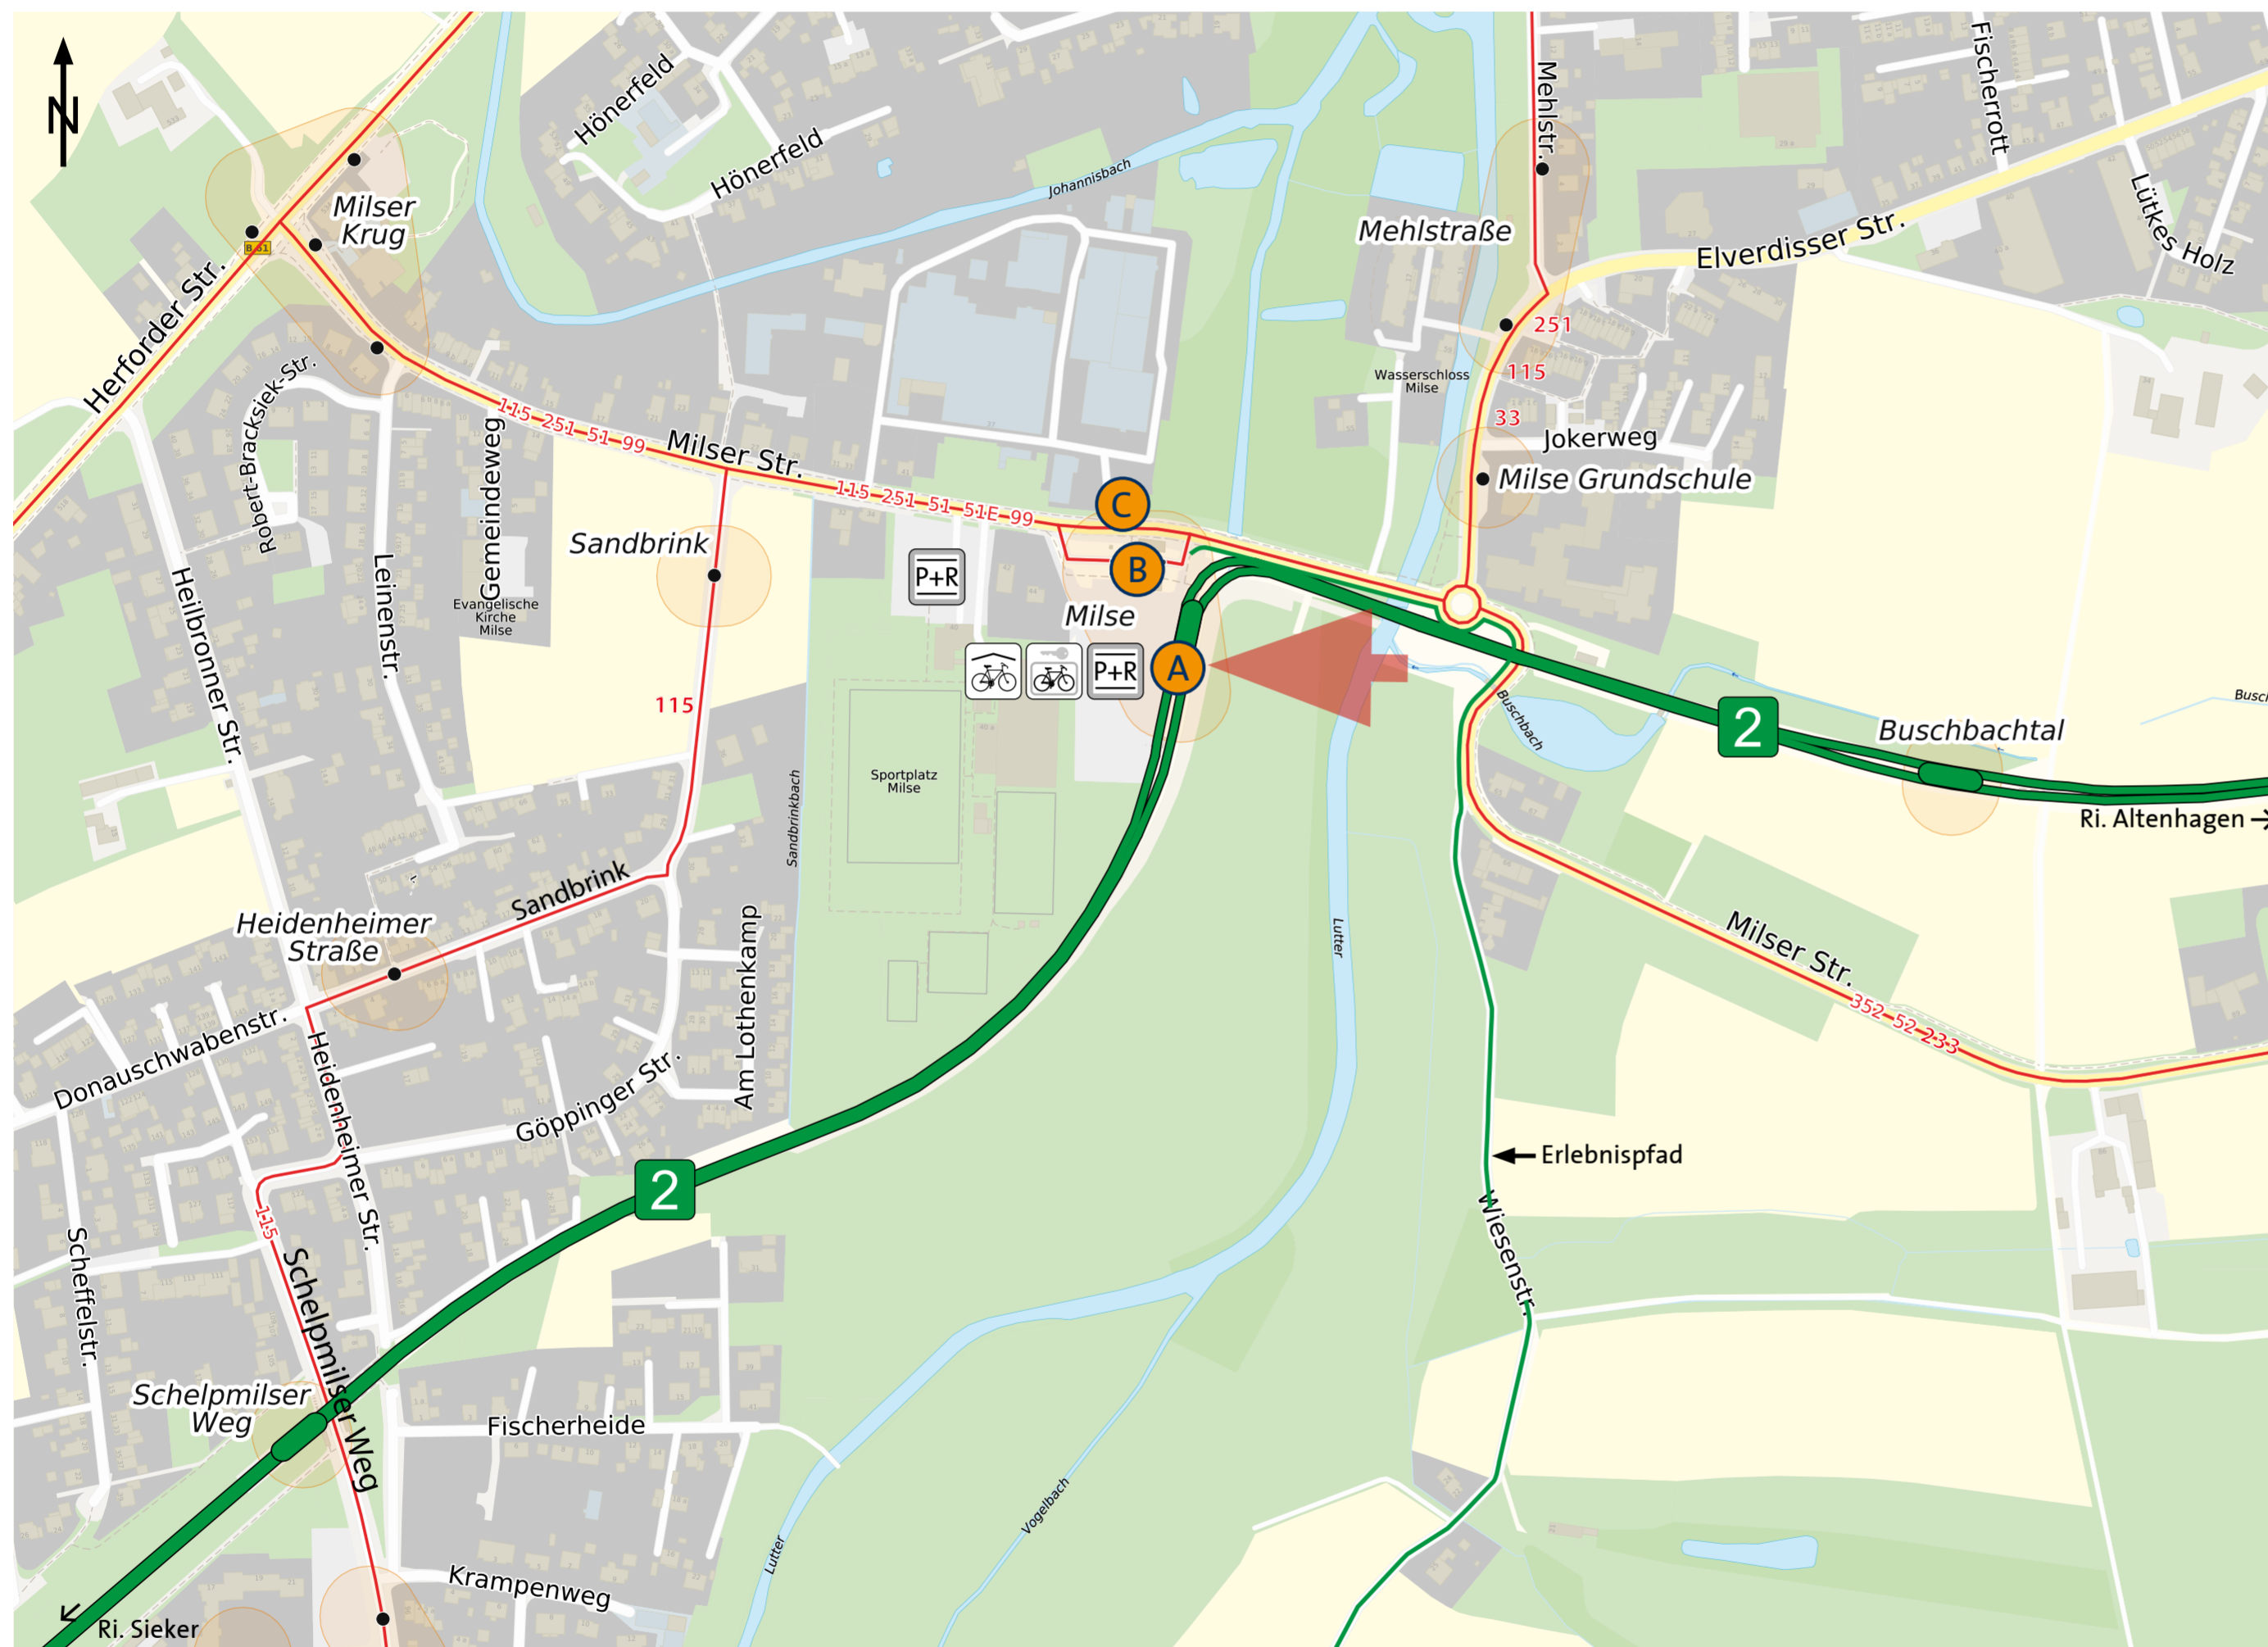 N
Hönerfeld
Hönerfeld
Johannisbach
Mehlstr.
Fischerrott
Lütkes Holz
Elverdisser Str.
Milser
Krug
B 61
Herforder Str.
Mehlstraße
251
115
33
Wasserschloss
Milse
Jokerweg
Milse Grundschule
Robert-Bracksiek-Str.
Gemeindeweg
115 251 51 99
Milser Str.
115 251 51 51E 99
C
B
Milse
P+R
P+R
A
Sandbrink
Evangelische
Kirche
Milse
Heilbronner Str.
Leinenstr.
115
Sandbrinkbach
Sportplatz
Milse
Buschbach
2
Buschbachtal
Ri. Altenhagen →
Lutter
Milser Str.
352 52 233
Heidenheimer
Straße
Sandbrink
Am Lothenkamp
Donauschwabenstr.
Heidenheimer Str.
Göppinger Str.
2
← Erlebnispfad
Wiesenstr.
115
Scheffelstr.
Schelpmilser Weg
Schelpmilser
Weg
Fischerheide
Vogelbach
Lutter
Krampenweg
Ri. Sieker